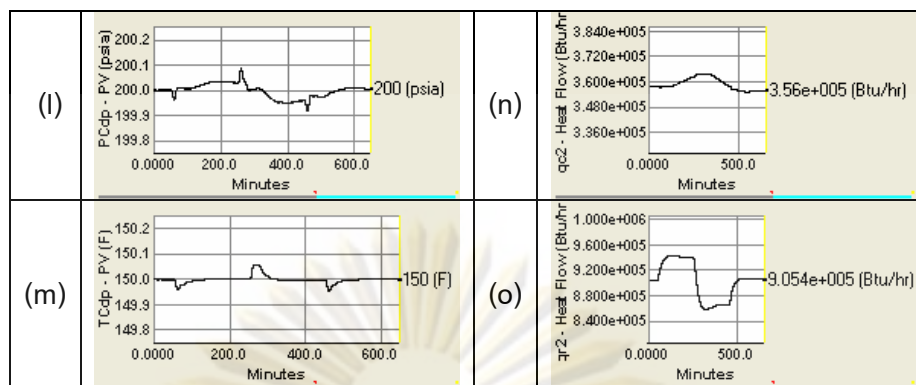 (l)
PCdp - PV (psia)
200.2
200.1
200.0
199.9
199.8
0.0000 200.0 400.0 600.0
Minutes
200 (psia)
(n)
qc2 - Heat Flow (Btu/hr
3.840e+005
3.720e+005
3.600e+005
3.480e+005
3.360e+005
0.0000 500.0
Minutes
3.56e+005 (Btu/hr)
(m)
TCdp - PV (F)
150.2
150.1
150.0
149.9
149.8
0.0000 200.0 400.0 600.0
Minutes
150 (F)
(o)
qr2 - Heat Flow (Btu/hr
1.000e+006
9.600e+005
9.200e+005
8.800e+005
8.400e+005
0.0000 500.0
Minutes
9.054e+005 (Btu/hr)